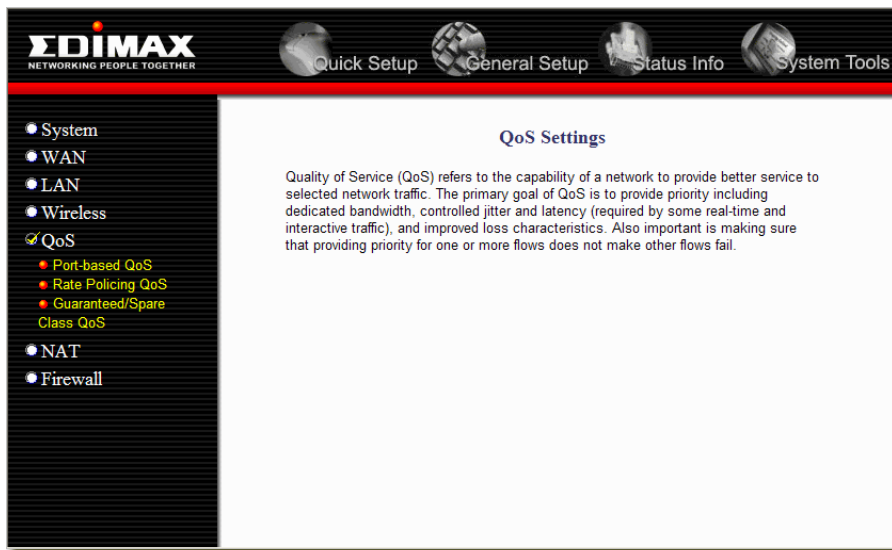 EDIMAX
NETWORKING PEOPLE TOGETHER
Quick Setup
General Setup
Status Info
System Tools
System
WAN
LAN
Wireless
QoS
Port-based QoS
Rate Policing QoS
Guaranteed/Spare
Class QoS
NAT
Firewall
QoS Settings
Quality of Service (QoS) refers to the capability of a network to provide better service to
selected network traffic. The primary goal of QoS is to provide priority including
dedicated bandwidth, controlled jitter and latency (required by some real-time and
interactive traffic), and improved loss characteristics. Also important is making sure
that providing priority for one or more flows does not make other flows fail.